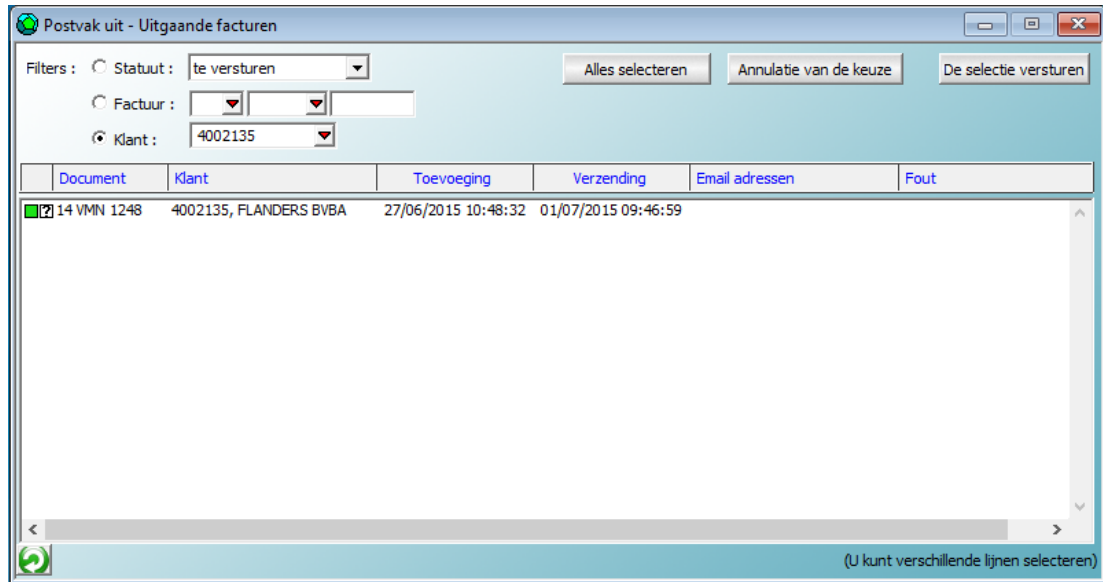 Postvak uit - Uitgaande facturen
Filters : Statuut : te versturen Alles selecteren Annulatie van de keuze De selectie versturen
Factuur :
Klant : 4002135
Document Klant Toevoeging Verzending Email adressen Fout
? 14 VMN 1248 4002135, FLANDERS BVBA 27/06/2015 10:48:32 01/07/2015 09:46:59
(U kunt verschillende lijnen selecteren)